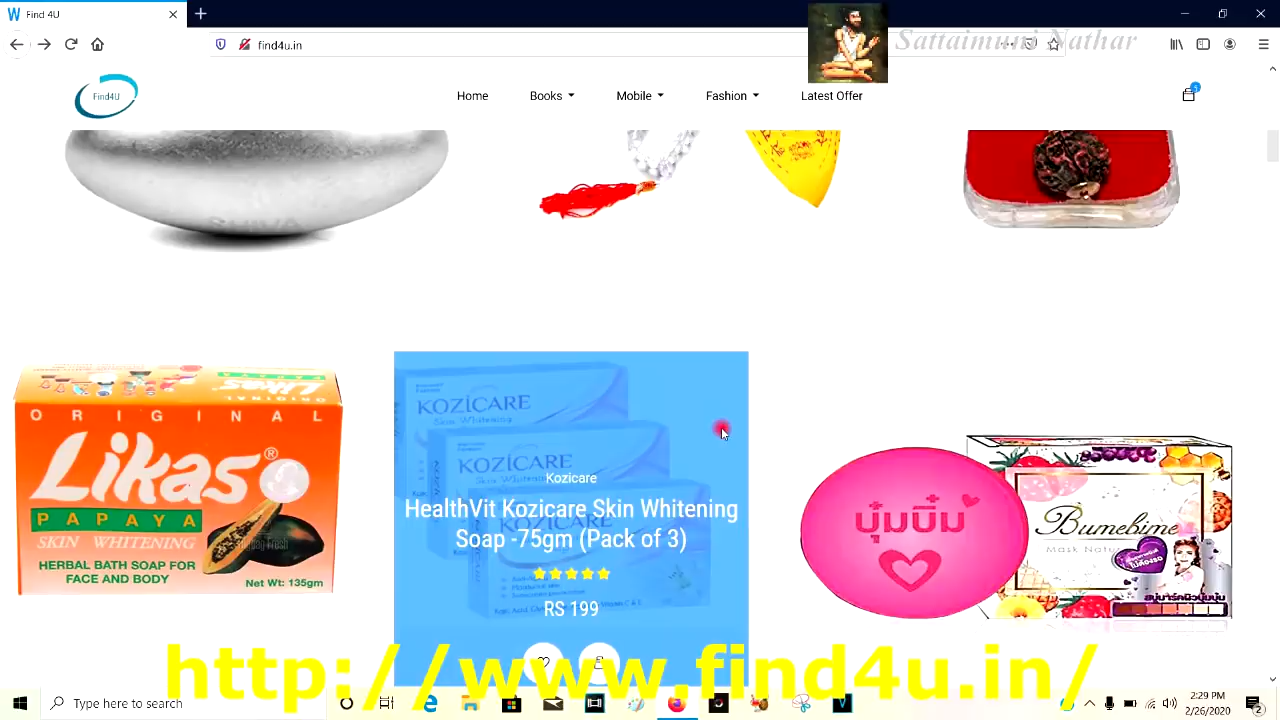 Find 4U
find4u.in
Sattaimuni Nathar
Find4U
Home
Books
Mobile
Fashion
Latest Offer
SHIVA
ORIGINAL
Likas®
PAPAYA
SKIN WHITENING
HERBAL BATH SOAP FOR
FACE AND BODY
Net Wt: 135gm
KOZICARE
Skin Whitening
KOZICARE
Kozicare
HealthVit Kozicare Skin Whitening
Soap -75gm (Pack of 3)
RS 199
บุ๋มบิ๋ม
Bumebime
http://www.find4u.in/
Type here to search
2:29 PM
2/26/2020